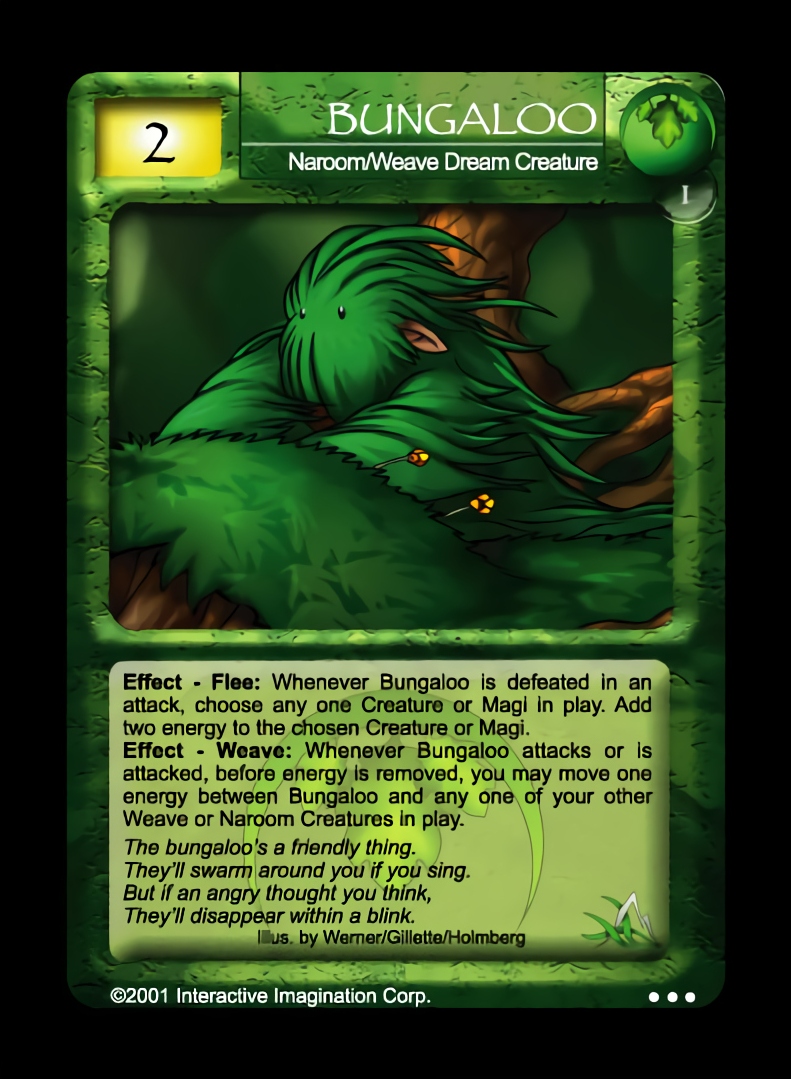 2
BUNGALOO
Naroom/Weave Dream Creature
I
Effect - Flee: Whenever Bungaloo is defeated in an
attack, choose any one Creature or Magi in play. Add
two energy to the chosen Creature or Magi.
Effect - Weave: Whenever Bungaloo attacks or is
attacked, before energy is removed, you may move one
energy between Bungaloo and any one of your other
Weave or Naroom Creatures in play.
The bungaloo's a friendly thing.
They'll swarm around you if you sing.
But if an angry thought you think,
They'll disappear within a blink.
Illus. by Werner/Gillette/Holmberg
©2001 Interactive Imagination Corp.